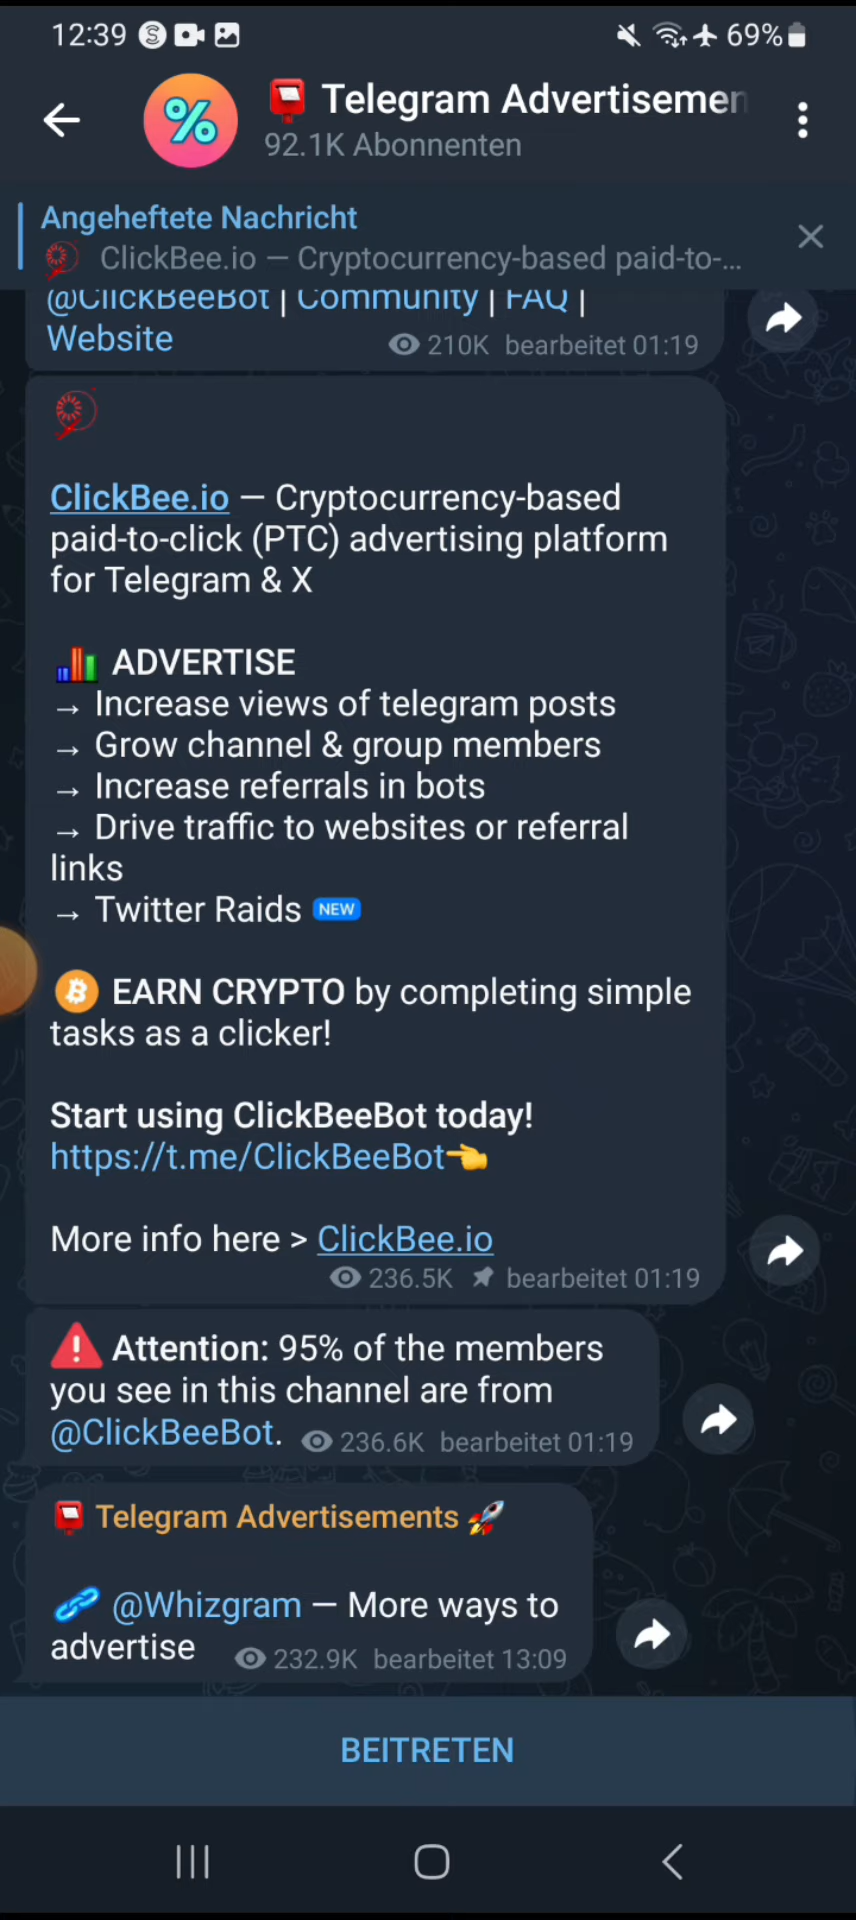 12:39 69%
Telegram Advertisemen
92.1K Abonnenten
Angeheftete Nachricht
ClickBee.io — Cryptocurrency-based paid-to-...
@ClickBeeBot | Community | FAQ |
Website 210K bearbeitet 01:19
ClickBee.io — Cryptocurrency-based
paid-to-click (PTC) advertising platform
for Telegram & X
ADVERTISE
→ Increase views of telegram posts
→ Grow channel & group members
→ Increase referrals in bots
→ Drive traffic to websites or referral
links
→ Twitter Raids NEW
EARN CRYPTO by completing simple
tasks as a clicker!
Start using ClickBeeBot today!
https://t.me/ClickBeeBot
More info here > ClickBee.io
236.5K bearbeitet 01:19
Attention: 95% of the members
you see in this channel are from
@ClickBeeBot. 236.6K bearbeitet 01:19
Telegram Advertisements
@Whizgram — More ways to
advertise 232.9K bearbeitet 13:09
BEITRETEN